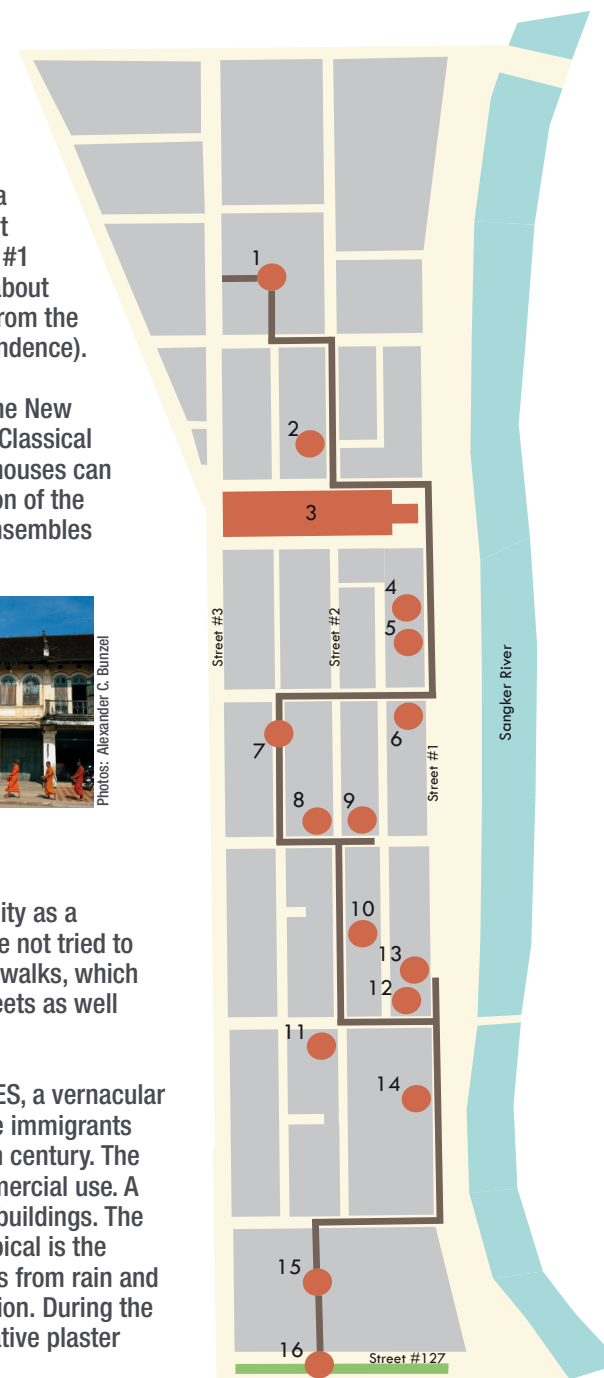 a
t
#1
about
from the
ndence).
he New
Classical
houses can
on of the
nsembles
Photos: Alexander C. Bunzel
ity as a
e not tried to
walks, which
eets as well
ES, a vernacular
e immigrants
h century. The
mercial use. A
buildings. The
pical is the
s from rain and
ion. During the
ative plaster
1
2
3
4
5
Street #3
Street #2
Sangker River
6
Street #1
7
8
9
10
13
12
11
14
15
16
Street #127